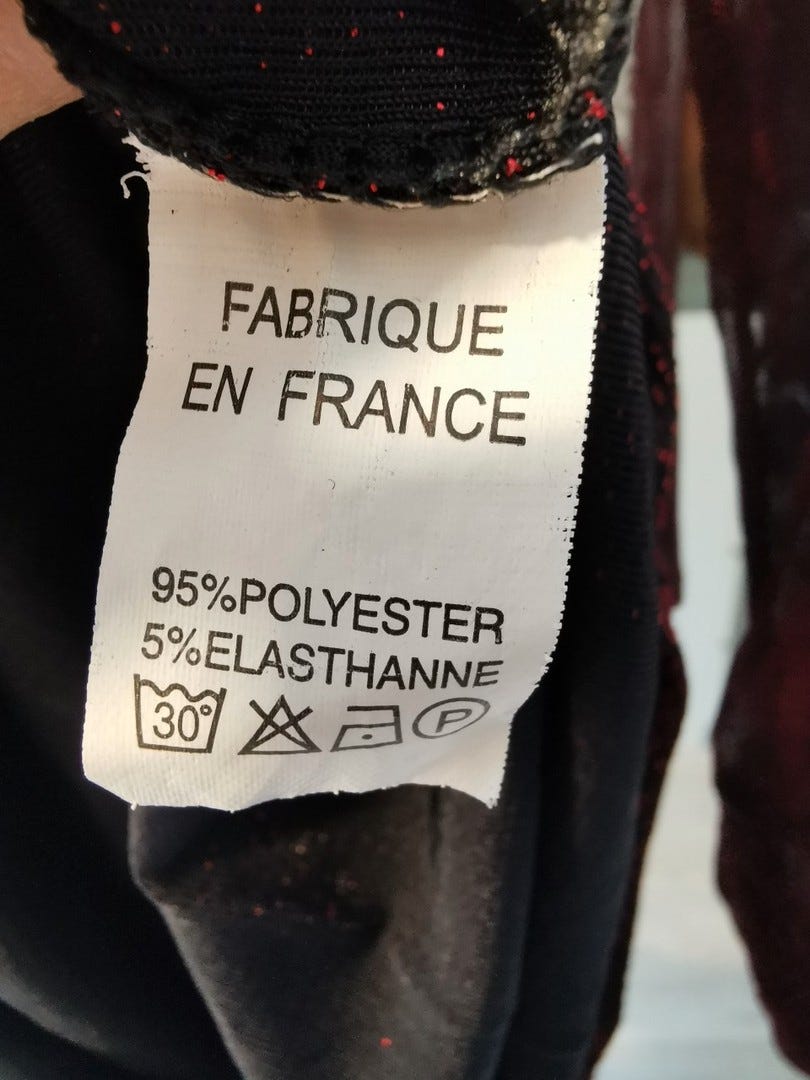 FABRIQUE
EN FRANCE
95%POLYESTER
5%ELASTHANNE
30° P